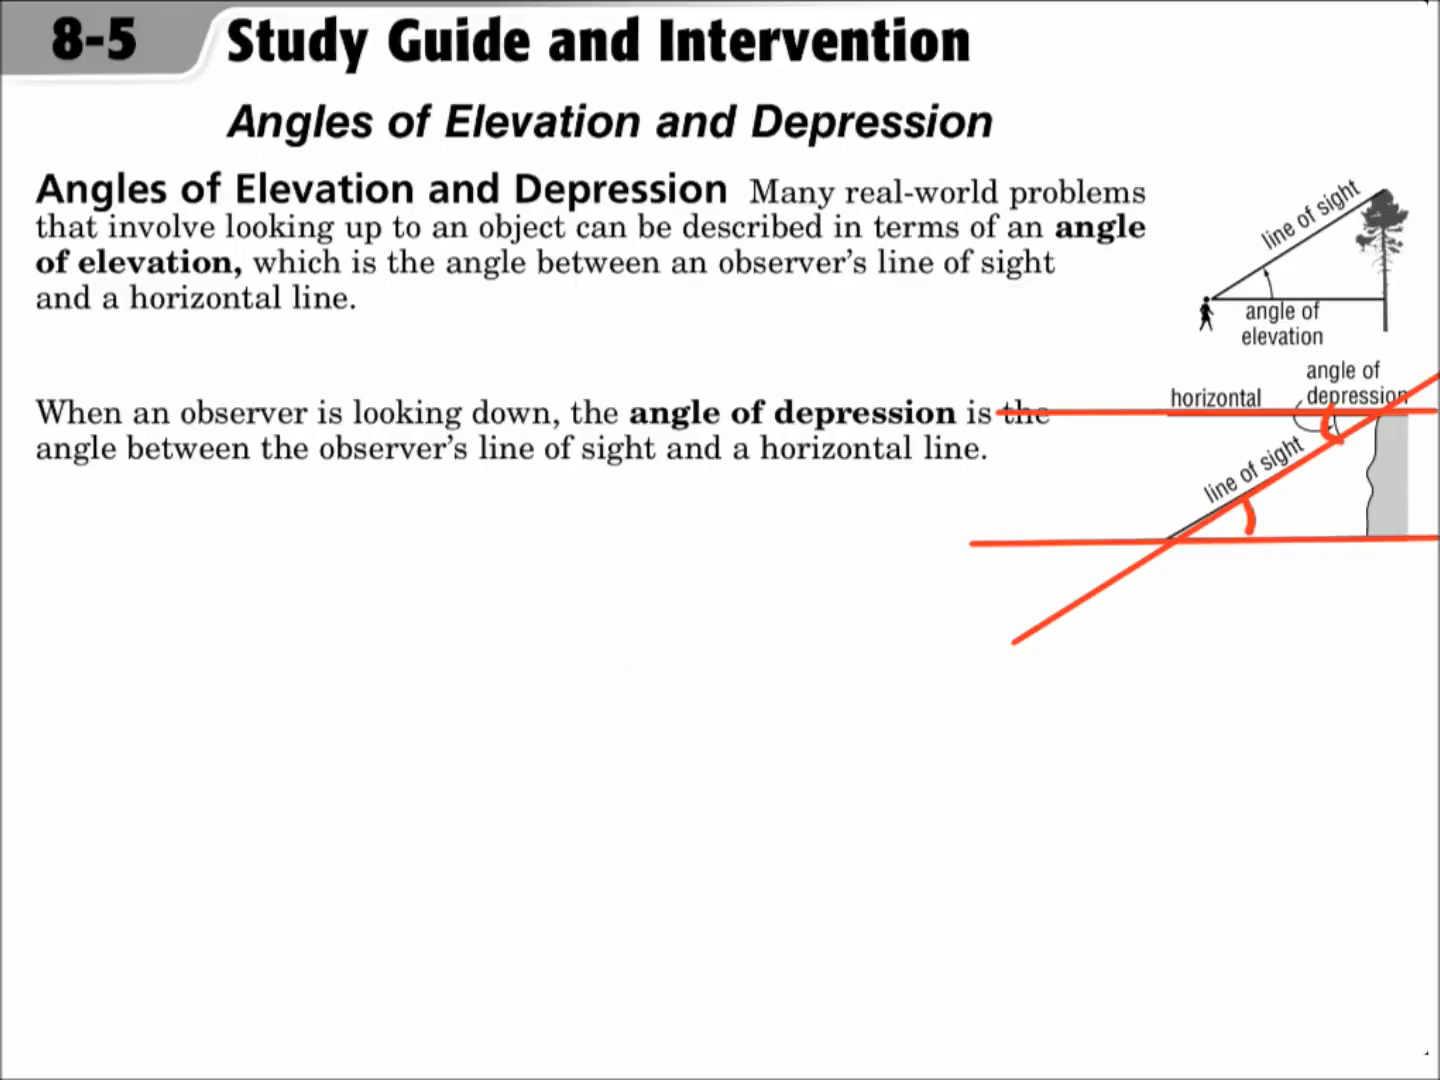 8-5 Study Guide and Intervention
Angles of Elevation and Depression
Angles of Elevation and Depression Many real-world problems
that involve looking up to an object can be described in terms of an angle
of elevation, which is the angle between an observer's line of sight
and a horizontal line.
line of sight
angle of
elevation
When an observer is looking down, the angle of depression is the
angle between the observer's line of sight and a horizontal line.
angle of
depression
horizontal
line of sight